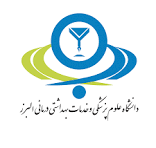 دانشگاه علوم پزشکی و خدمات بهداشتی درمانی البرز